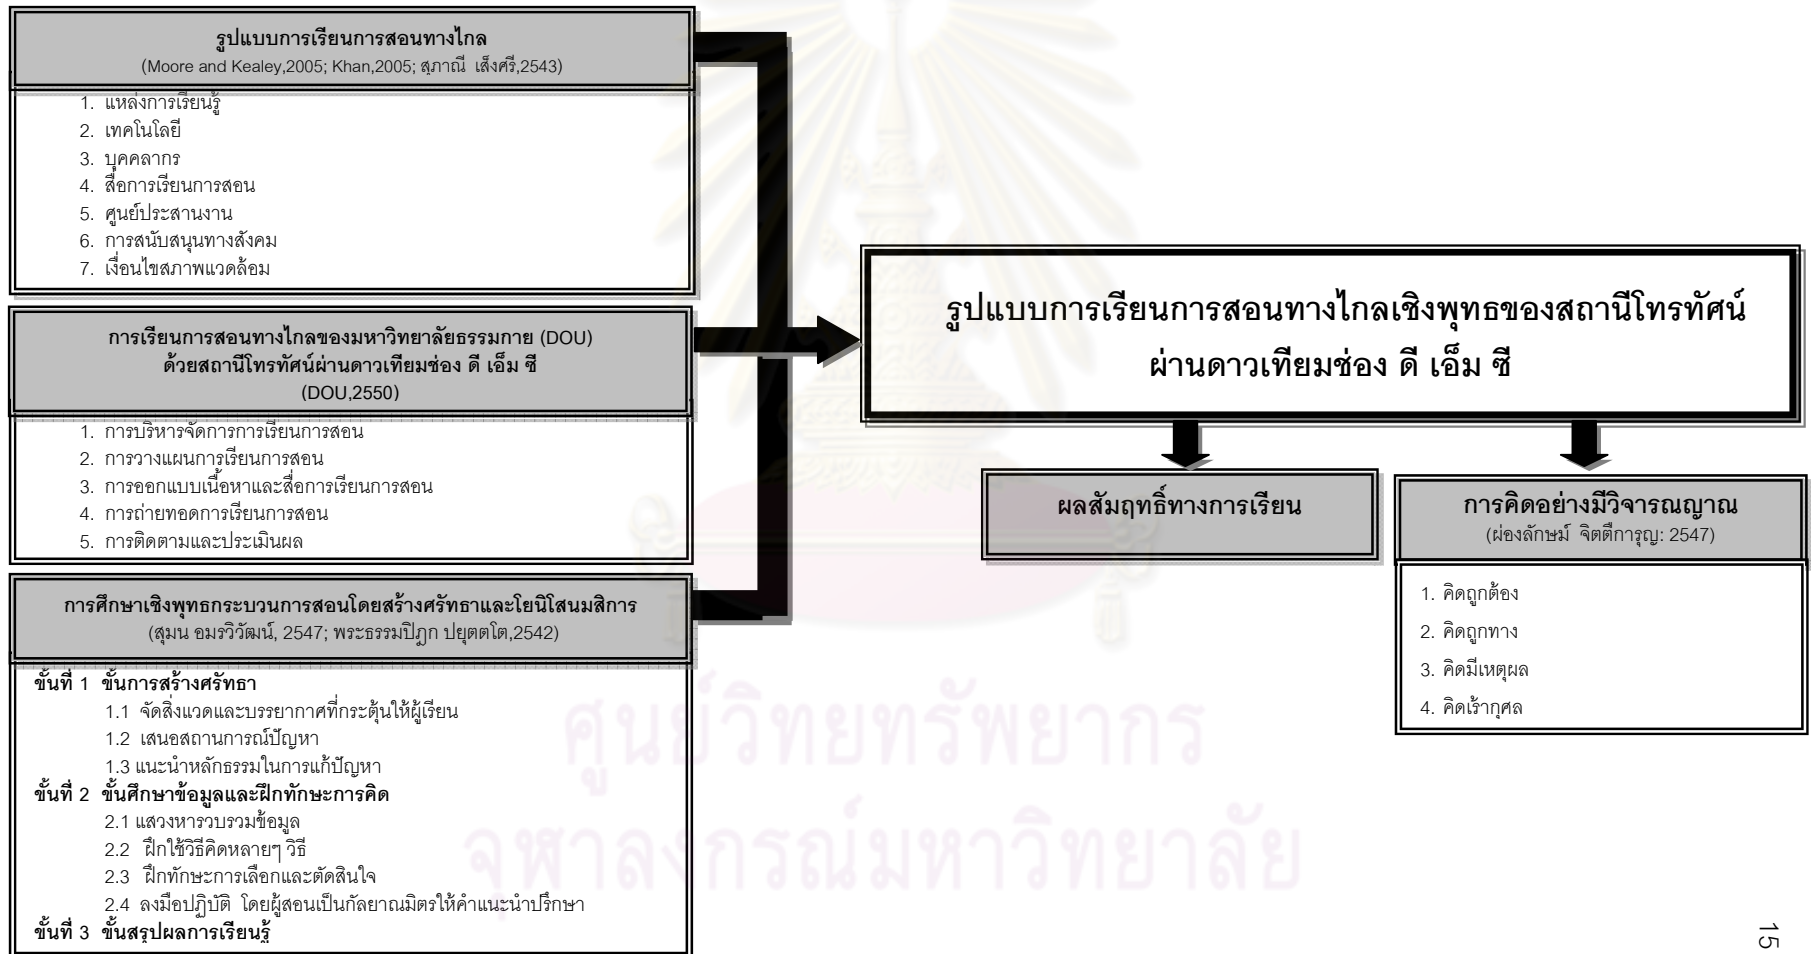 รูปแบบการเรียนการสอนทางไกล
(Moore and Kealey,2005; Khan,2005; สุภาณี เส็งศรี,2543)
1. แหล่งการเรียนรู้
2. เทคโนโลยี
3. บุคคลากร
4. สื่อการเรียนการสอน
5. ศูนย์ประสานงาน
6. การสนับสนุนทางสังคม
7. เงื่อนไขสภาพแวดล้อม
การเรียนการสอนทางไกลของมหาวิทยาลัยธรรมกาย (DOU)
ด้วยสถานีโทรทัศน์ผ่านดาวเทียมช่อง ดี เอ็ม ซี
(DOU,2550)
1. การบริหารจัดการการเรียนการสอน
2. การวางแผนการเรียนการสอน
3. การออกแบบเนื้อหาและสื่อการเรียนการสอน
4. การถ่ายทอดการเรียนการสอน
5. การติดตามและประเมินผล
การศึกษาเชิงพุทธกระบวนการสอนโดยสร้างศรัทธาและโยนิโสนมสิการ
(สุมน อมรวิวัฒน์, 2547; พระธรรมปิฎก ปยุตตโต,2542)
ขั้นที่ 1 ขั้นการสร้างศรัทธา
1.1 จัดสิ่งแวดและบรรยากาศที่กระตุ้นให้ผู้เรียน
1.2 เสนอสถานการณ์ปัญหา
1.3 แนะนำหลักธรรมในการแก้ปัญหา
ขั้นที่ 2 ขั้นศึกษาข้อมูลและฝึกทักษะการคิด
2.1 แสวงหารวบรวมข้อมูล
2.2 ฝึกใช้วิธีคิดหลายๆ วิธี
2.3 ฝึกทักษะการเลือกและตัดสินใจ
2.4 ลงมือปฏิบัติ โดยผู้สอนเป็นกัลยาณมิตรให้คำแนะนำปรึกษา
ขั้นที่ 3 ขั้นสรุปผลการเรียนรู้
รูปแบบการเรียนการสอนทางไกลเชิงพุทธของสถานีโทรทัศน์
ผ่านดาวเทียมช่อง ดี เอ็ม ซี
ผลสัมฤทธิ์ทางการเรียน
การคิดอย่างมีวิจารณญาณ
(ผ่องลักษม์ จิตต์การุญ: 2547)
1. คิดถูกต้อง
2. คิดถูกทาง
3. คิดมีเหตุผล
4. คิดเร้ากุศล
ศูนย์วิทยทรัพยากร
จุฬาลงกรณ์มหาวิทยาลัย
15